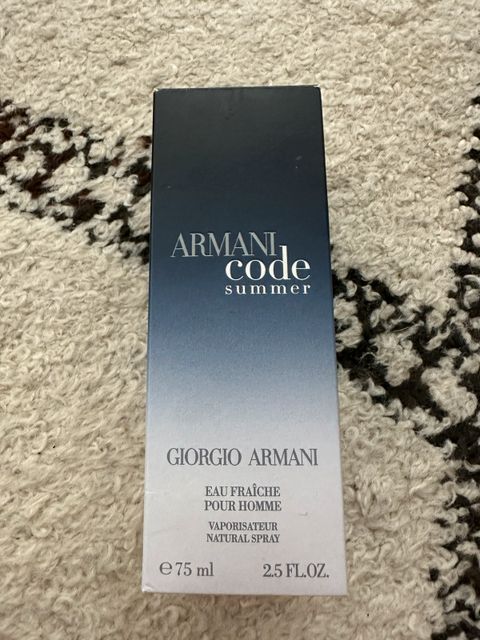 ARMANI
code
summer
GIORGIO ARMANI
EAU FRAÎCHE
POUR HOMME
VAPORISATEUR
NATURAL SPRAY
℮ 75 ml 2.5 FL.OZ.